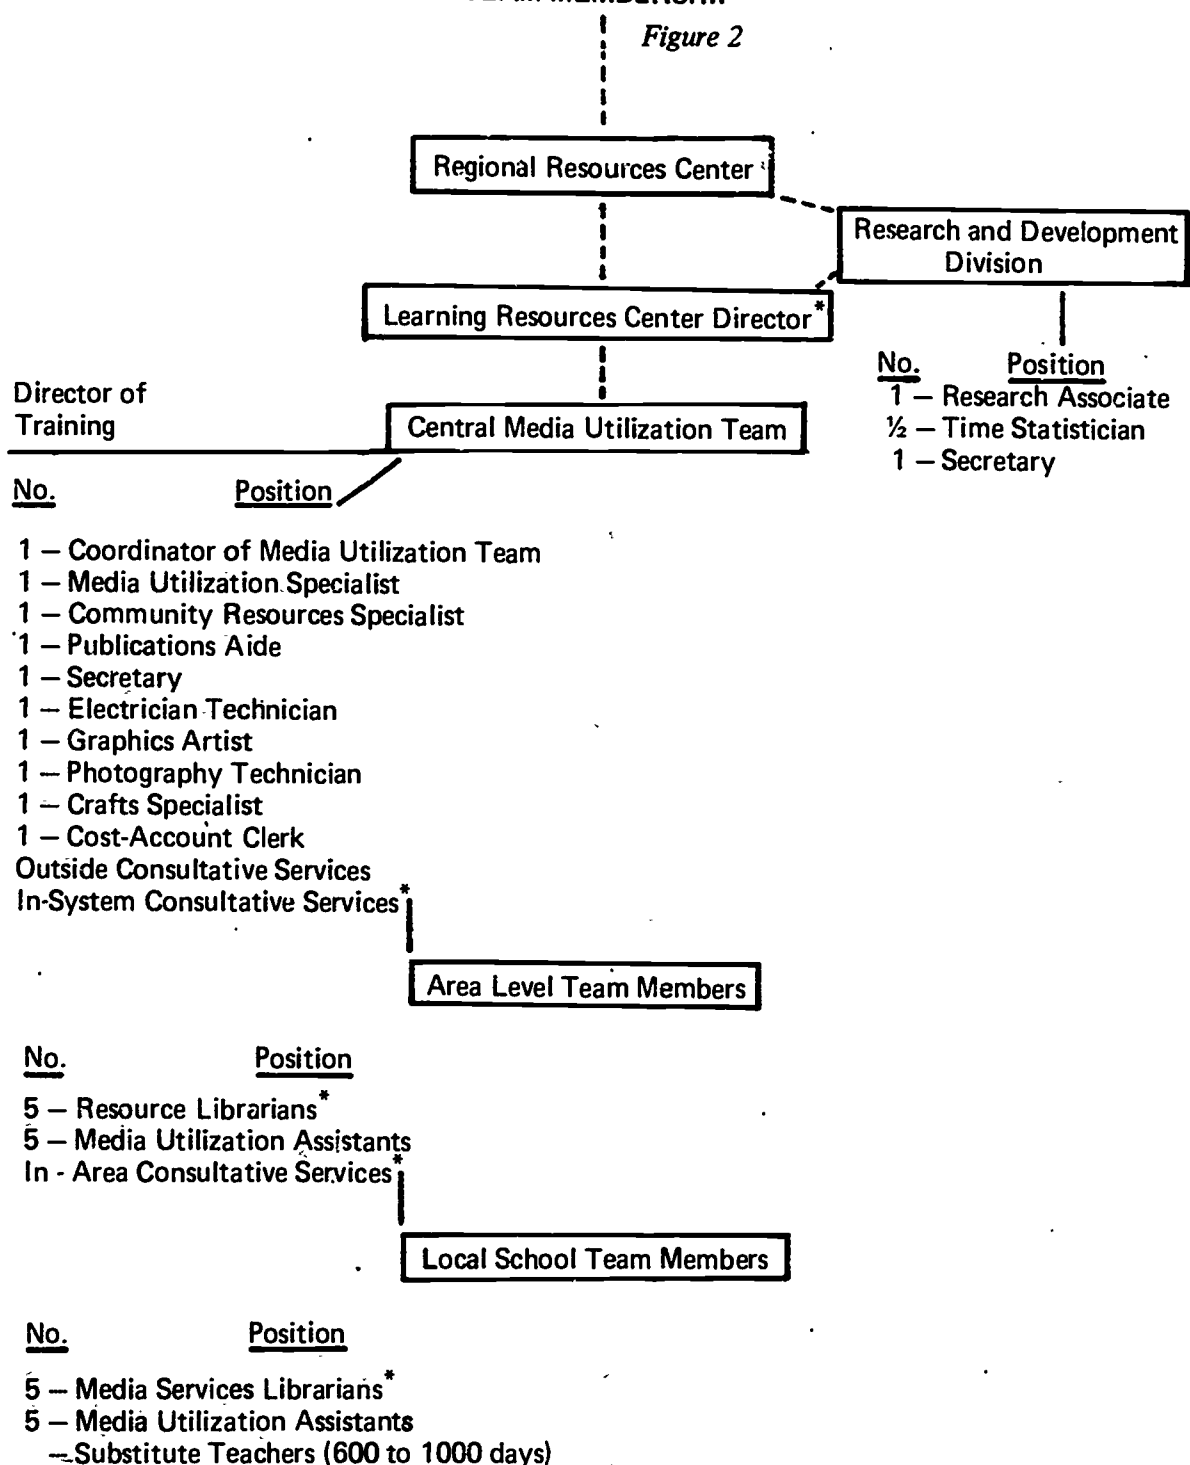 Figure 2
Regional Resources Center
Research and Development
Division
Learning Resources Center Director*
No. Position
1 — Research Associate
½ — Time Statistician
1 — Secretary
Director of
Training
Central Media Utilization Team
No. Position
1 — Coordinator of Media Utilization Team
1 — Media Utilization Specialist
1 — Community Resources Specialist
1 — Publications Aide
1 — Secretary
1 — Electrician Technician
1 — Graphics Artist
1 — Photography Technician
1 — Crafts Specialist
1 — Cost-Account Clerk
Outside Consultative Services
In-System Consultative Services*
Area Level Team Members
No. Position
5 — Resource Librarians*
5 — Media Utilization Assistants
In - Area Consultative Services*
Local School Team Members
No. Position
5 — Media Services Librarians*
5 — Media Utilization Assistants
— Substitute Teachers (600 to 1000 days)